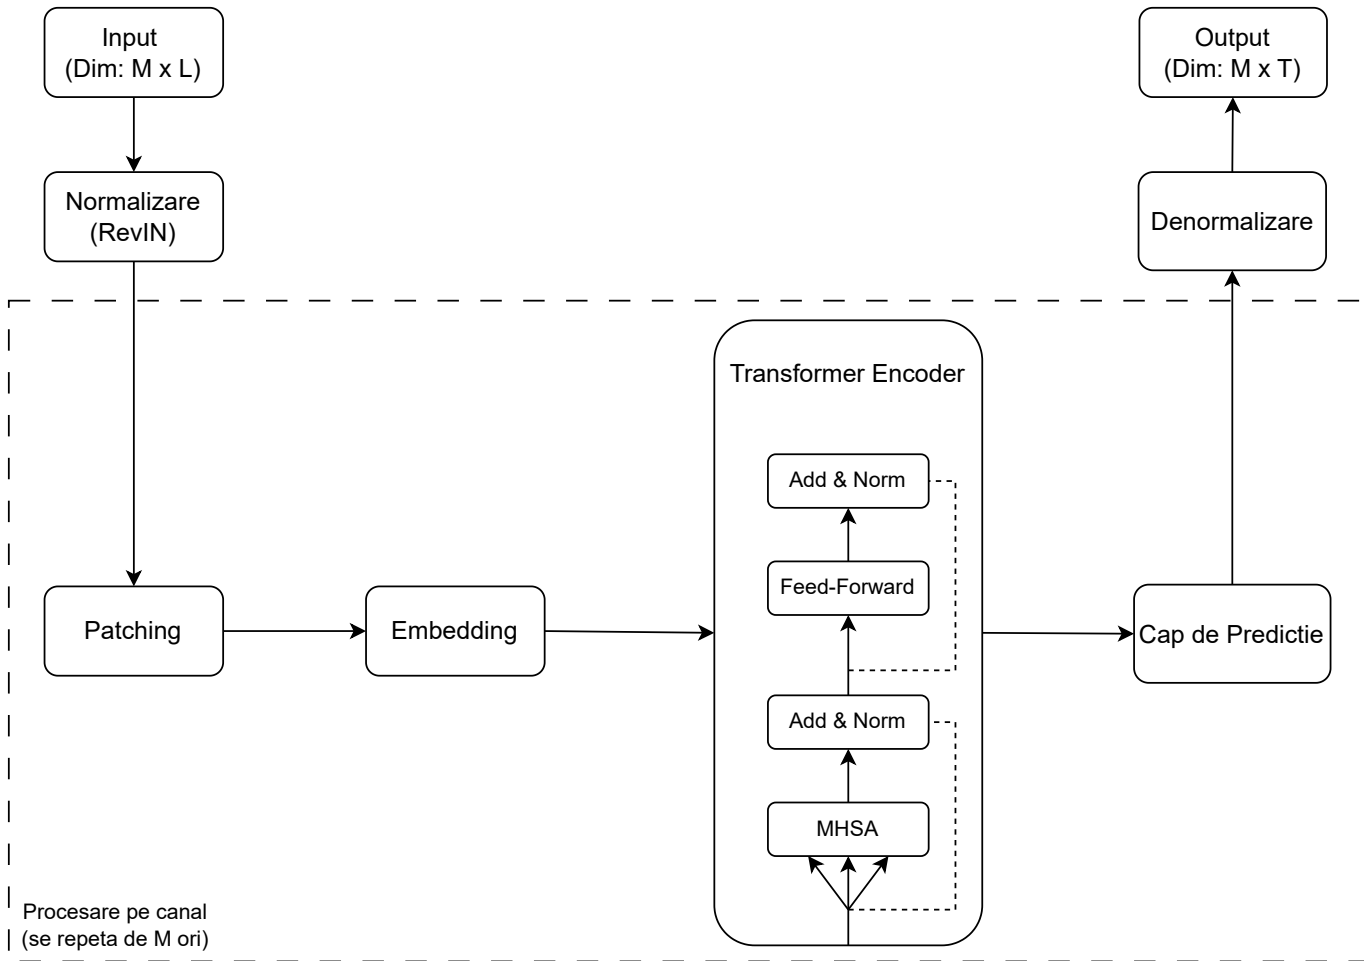 Input
(Dim: M x L)
Output
(Dim: M x T)
Normalizare
(RevIN)
Denormalizare
Transformer Encoder
Add & Norm
Feed-Forward
Patching
Embedding
Cap de Predictie
Add & Norm
MHSA
Procesare pe canal
(se repeta de M ori)